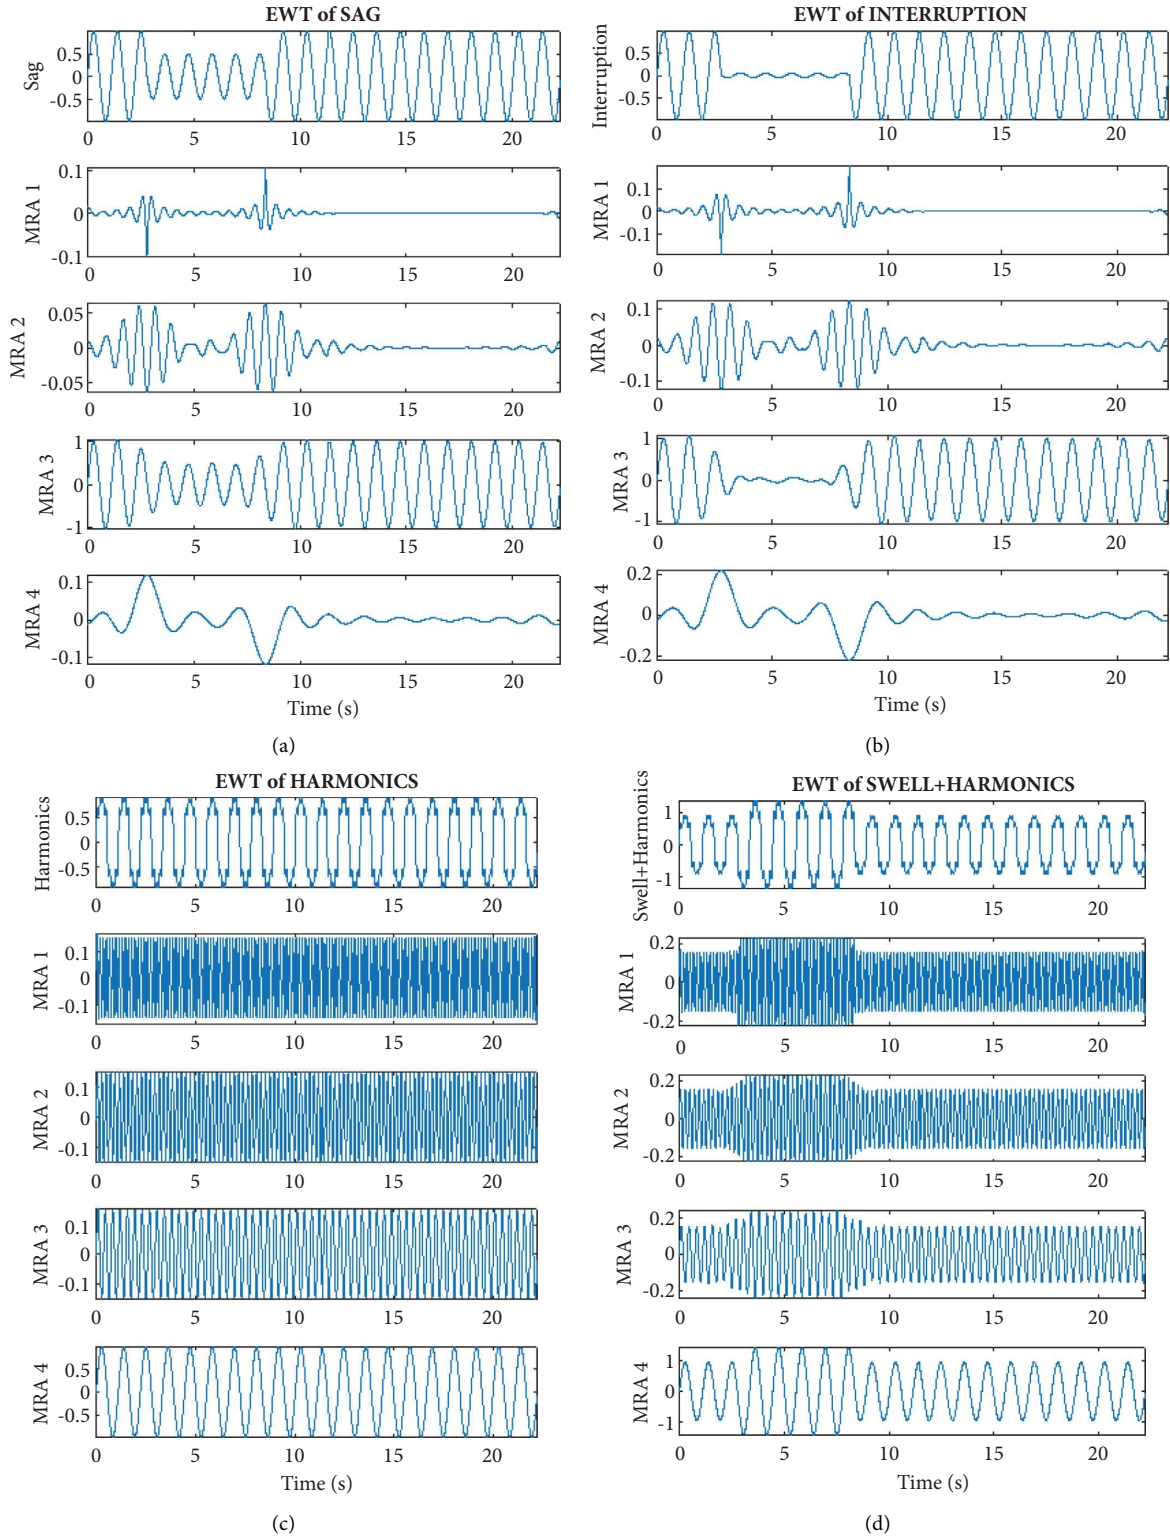 EWT of SAG
Sag
0.5
0
-0.5
0 5 10 15 20
MRA 1
0.1
0
-0.1
0 5 10 15 20
MRA 2
0.05
0
-0.05
0 5 10 15 20
MRA 3
1
0
-1
0 5 10 15 20
MRA 4
0.1
0
-0.1
0 5 10 15 20
Time (s)
(a)
EWT of INTERRUPTION
Interruption
0.5
0
-0.5
0 5 10 15 20
MRA 1
0.1
0
-0.1
0 5 10 15 20
MRA 2
0.1
0
-0.1
0 5 10 15 20
MRA 3
1
0
-1
0 5 10 15 20
MRA 4
0.2
0
-0.2
0 5 10 15 20
Time (s)
(b)
EWT of HARMONICS
Harmonics
0.5
0
-0.5
0 5 10 15 20
MRA 1
0.1
0
-0.1
0 5 10 15 20
MRA 2
0.1
0
-0.1
0 5 10 15 20
MRA 3
0.1
0
-0.1
0 5 10 15 20
MRA 4
0.5
0
-0.5
0 5 10 15 20
Time (s)
(c)
EWT of SWELL+HARMONICS
Swell+Harmonics
1
0
-1
0 5 10 15 20
MRA 1
0.2
0
-0.2
0 5 10 15 20
MRA 2
0.2
0
-0.2
0 5 10 15 20
MRA 3
0.2
0
-0.2
0 5 10 15 20
MRA 4
1
0
-1
0 5 10 15 20
Time (s)
(d)